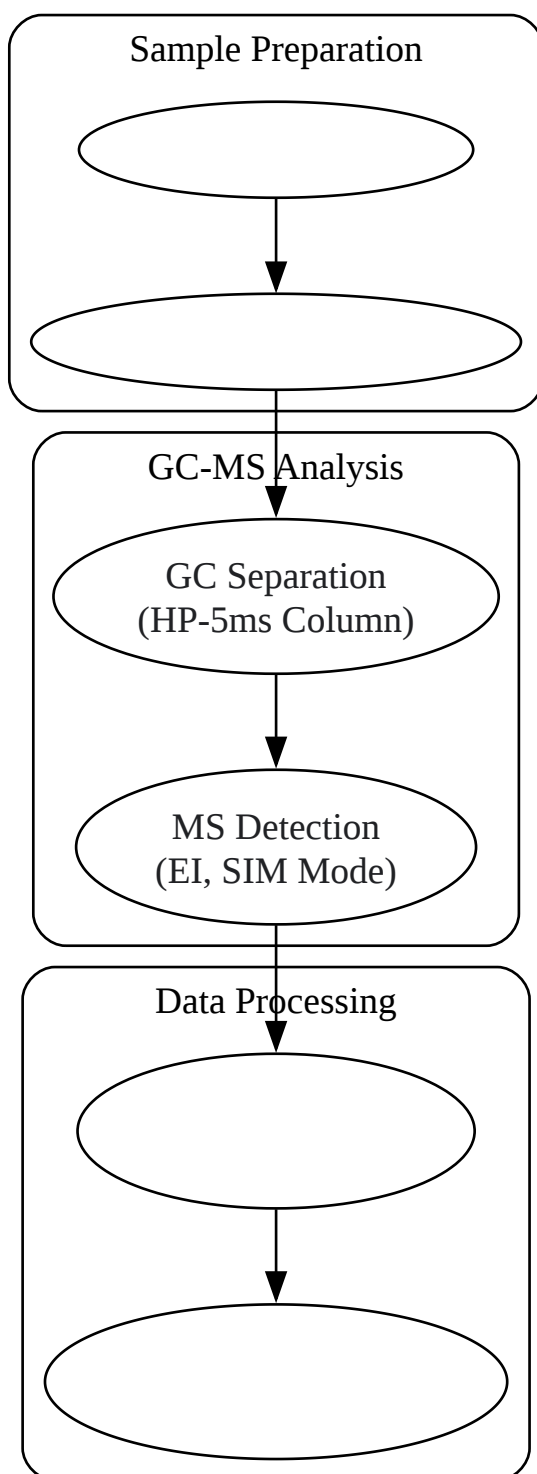 Sample Preparation
GC-MS Analysis
GC Separation
(HP-5ms Column)
MS Detection
(EI, SIM Mode)
Data Processing